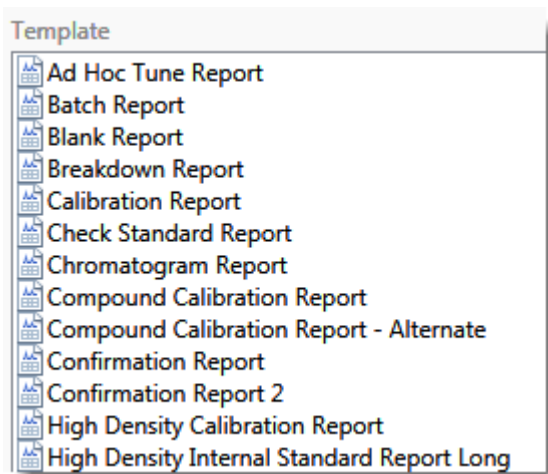 Template
Ad Hoc Tune Report
Batch Report
Blank Report
Breakdown Report
Calibration Report
Check Standard Report
Chromatogram Report
Compound Calibration Report
Compound Calibration Report - Alternate
Confirmation Report
Confirmation Report 2
High Density Calibration Report
High Density Internal Standard Report Long